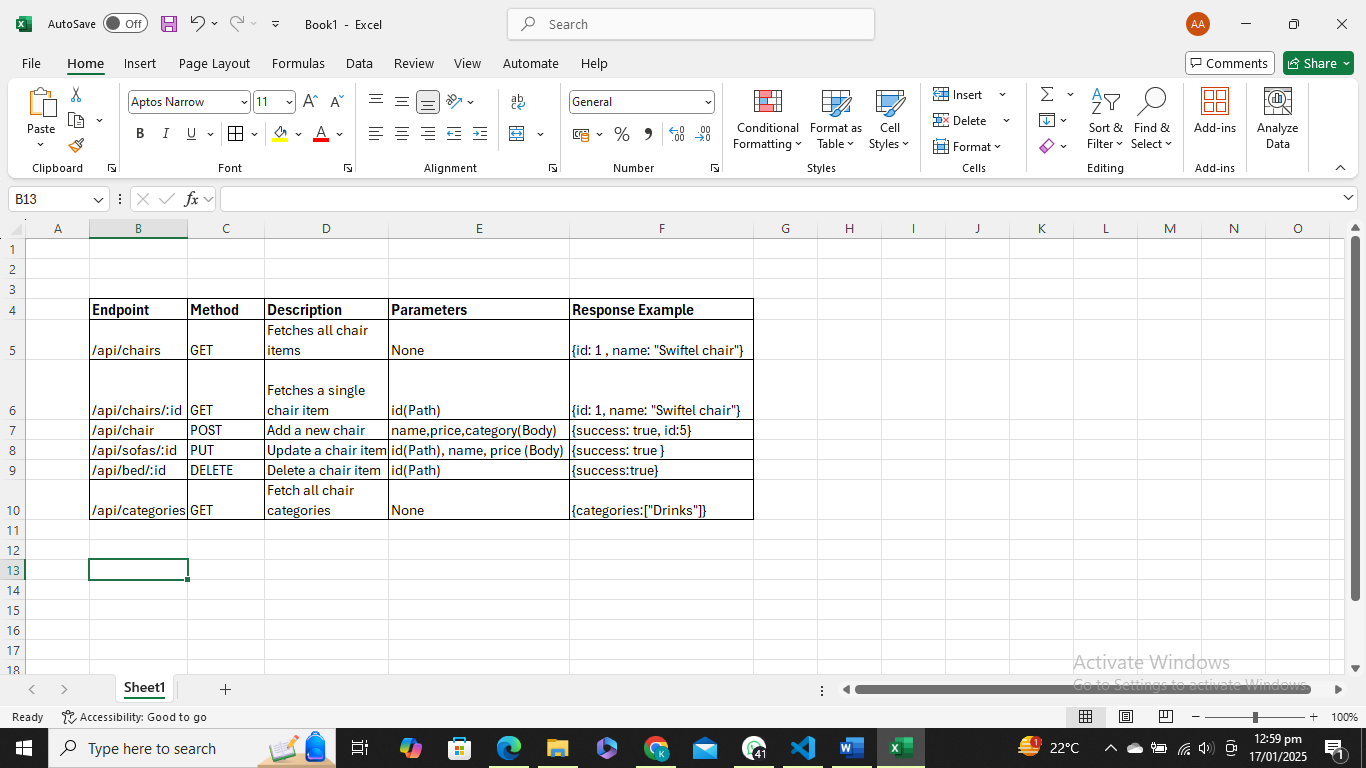 AutoSave Off Book1 - Excel Search AA
File Home Insert Page Layout Formulas Data Review View Automate Help Comments Share
Paste
Clipboard
Aptos Narrow 11
B I U A
Font
ab
Alignment
General
% 9 .00
Number
Conditional Formatting
Format as Table
Cell Styles
Styles
Insert
Delete
Format
Cells
Sort & Filter
Find & Select
Editing
Add-ins
Add-ins
Analyze Data
B13 fx
A B C D E F G H I J K L M N O
1
2
3
4 Endpoint Method Description Parameters Response Example
5 /api/chairs GET Fetches all chair items None {id: 1 , name: "Swiftel chair"}
6 /api/chairs/:id GET Fetches a single chair item id(Path) {id: 1, name: "Swiftel chair"}
7 /api/chair POST Add a new chair name,price,category(Body) {success: true, id:5}
8 /api/sofas/:id PUT Update a chair item id(Path), name, price (Body) {success: true }
9 /api/bed/:id DELETE Delete a chair item id(Path) {success:true}
10 /api/categories GET Fetch all chair categories None {categories:["Drinks"]}
11
12
13
14
15
16
17
18
Activate Windows
Go to Settings to activate Windows.
Sheet1
Ready Accessibility: Good to go 100%
Type here to search 41 22°C 12:59 pm
17/01/2025 1